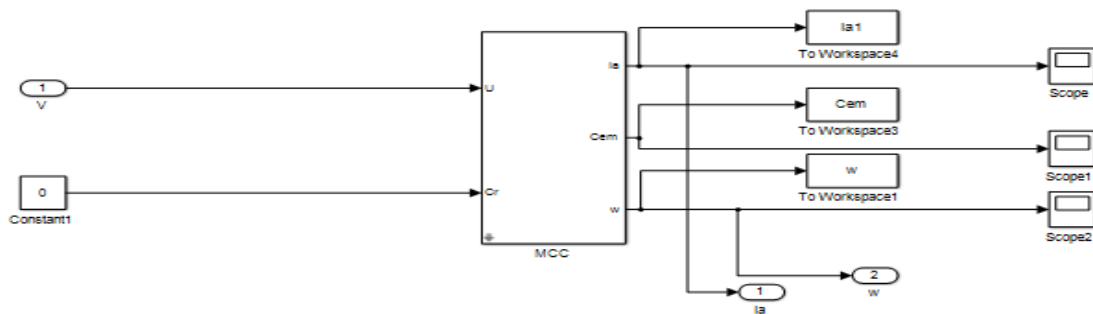 Ia1
To Workspace4
Ia
Scope
1
V
U
Cem
To Workspace3
Cem
Scope1
w
To Workspace1
0
Constant1
Cr
w
Scope2
MCC
2
w
1
Ia